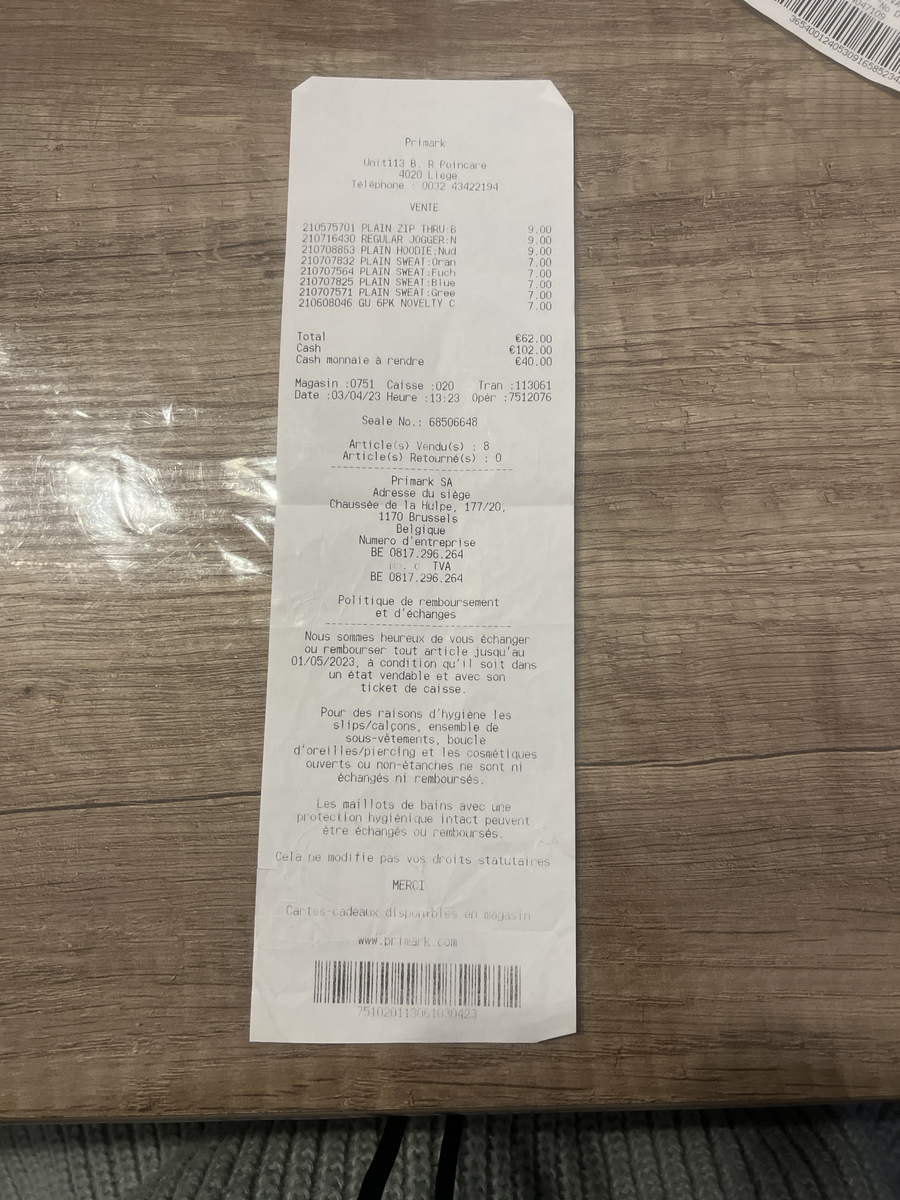 Primark
Unit113 B. R Poincare
4020 Liege
Téléphone : 0032 43422194
VENTE
210575701 PLAIN ZIP THRU:B 9.00
210716430 REGULAR JOGGER:N 9.00
210708863 PLAIN HOODIE:Nud 9.00
210707832 PLAIN SWEAT:Oran 7.00
210707564 PLAIN SWEAT:Fuch 7.00
210707825 PLAIN SWEAT:Blue 7.00
210707571 PLAIN SWEAT:Gree 7.00
210608046 GU 6PK NOVELTY C 7.00
Total €62.00
Cash €102.00
Cash monnaie à rendre €40.00
Magasin :0751 Caisse :020 Tran :113061
Date :03/04/23 Heure :13:23 Opér :7512076
Seale No.: 68506648
Article(s) Vendu(s) : 8
Article(s) Retourné(s) : 0
Primark SA
Adresse du siège
Chaussée de la Hulpe, 177/20,
1170 Brussels
Belgique
Numero d'entreprise
BE 0817.296.264
TVA
BE 0817.296.264
Politique de remboursement
et d'échanges
Nous sommes heureux de vous échanger
ou rembourser tout article jusqu'au
01/05/2023, à condition qu'il soit dans
un état vendable et avec son
ticket de caisse.
Pour des raisons d'hygiène les
slips/calçons, ensemble de
sous-vêtements, boucle
d'oreilles/piercing et les cosmétiques
ouverts ou non-étanches ne sont ni
échangés ni remboursés.
Les maillots de bains avec une
protection hygiénique intact peuvent
être échangés ou remboursés.
Cela ne modifie pas vos droits statutaires
MERCI
Cartes-cadeaux disponibles en magasin
www.primark.com
751020113061030423